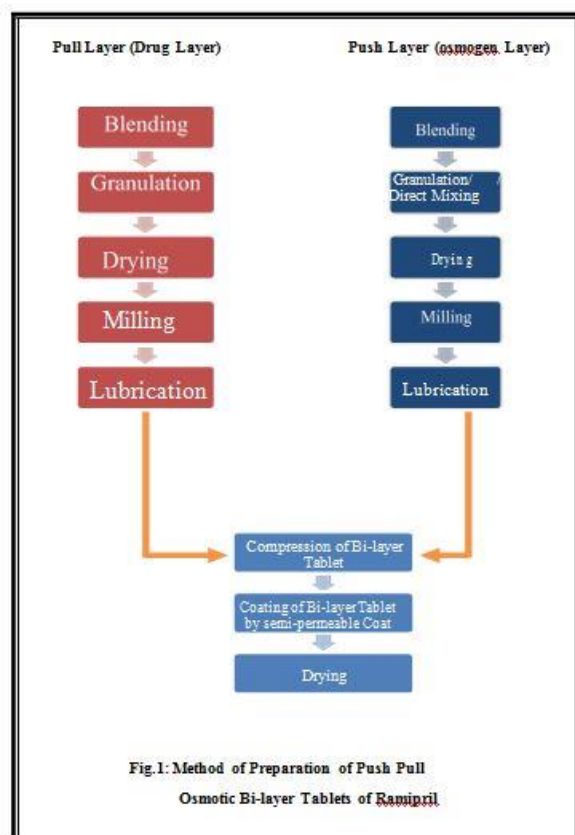 Pull Layer (Drug Layer)
Push Layer (osmogen Layer)
Blending
Granulation
Drying
Milling
Lubrication
Blending
Granulation/ /
Direct Mixing
Dryin g
Milling
Lubrication
Compression of Bi-layer
Tablet
Coating of Bi-layer Tablet
by semi-permeable Coat
Drying
Fig.1: Method of Preparation of Push Pull
Osmotic Bi-layer Tablets of Ramipril